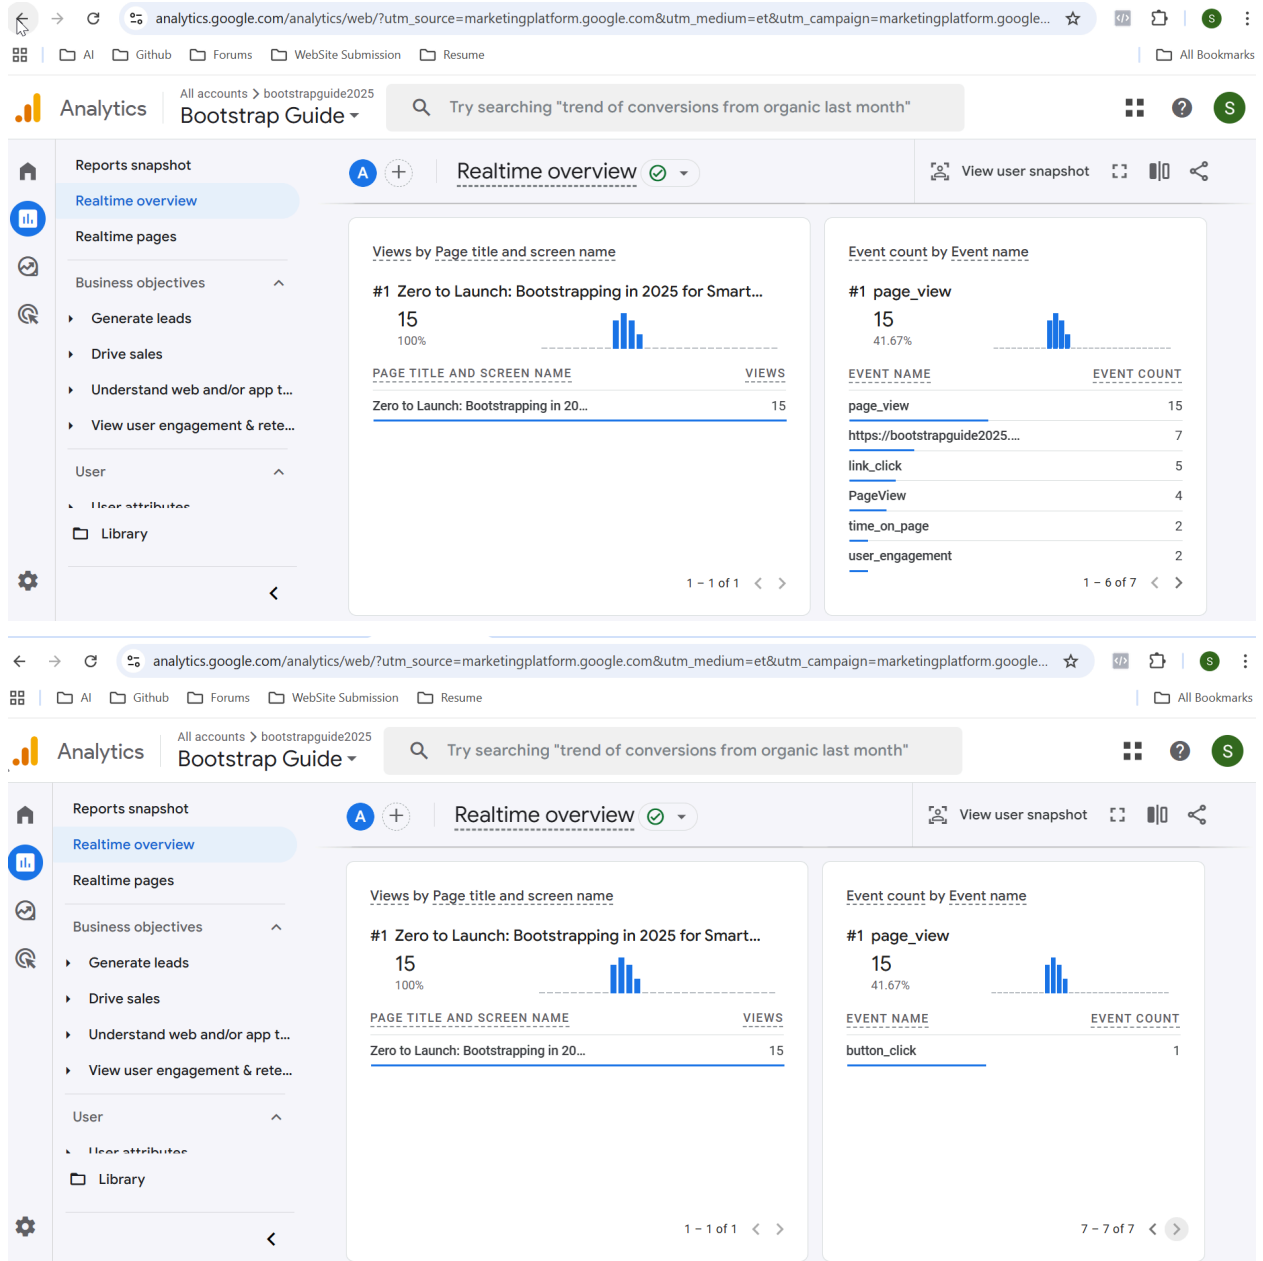 analytics.google.com/analytics/web/?utm_source=marketingplatform.google.com&utm_medium=et&utm_campaign=marketingplatform.google...
S
AI Github Forums WebSite Submission Resume All Bookmarks
Analytics
All accounts > bootstrapguide2025
Bootstrap Guide
Try searching "trend of conversions from organic last month"
S
Reports snapshot
Realtime overview
Realtime pages
Business objectives
Generate leads
Drive sales
Understand web and/or app t...
View user engagement & rete...
User
User attributes
Library
A
Realtime overview
View user snapshot
Views by Page title and screen name
#1 Zero to Launch: Bootstrapping in 2025 for Smart...
15
100%
PAGE TITLE AND SCREEN NAME VIEWS
Zero to Launch: Bootstrapping in 20... 15
1 – 1 of 1
Event count by Event name
#1 page_view
15
41.67%
EVENT NAME EVENT COUNT
page_view 15
https://bootstrapguide2025.... 7
link_click 5
PageView 4
time_on_page 2
user_engagement 2
1 – 6 of 7
analytics.google.com/analytics/web/?utm_source=marketingplatform.google.com&utm_medium=et&utm_campaign=marketingplatform.google...
S
AI Github Forums WebSite Submission Resume All Bookmarks
Analytics
All accounts > bootstrapguide2025
Bootstrap Guide
Try searching "trend of conversions from organic last month"
S
Reports snapshot
Realtime overview
Realtime pages
Business objectives
Generate leads
Drive sales
Understand web and/or app t...
View user engagement & rete...
User
User attributes
Library
A
Realtime overview
View user snapshot
Views by Page title and screen name
#1 Zero to Launch: Bootstrapping in 2025 for Smart...
15
100%
PAGE TITLE AND SCREEN NAME VIEWS
Zero to Launch: Bootstrapping in 20... 15
1 – 1 of 1
Event count by Event name
#1 page_view
15
41.67%
EVENT NAME EVENT COUNT
button_click 1
7 – 7 of 7